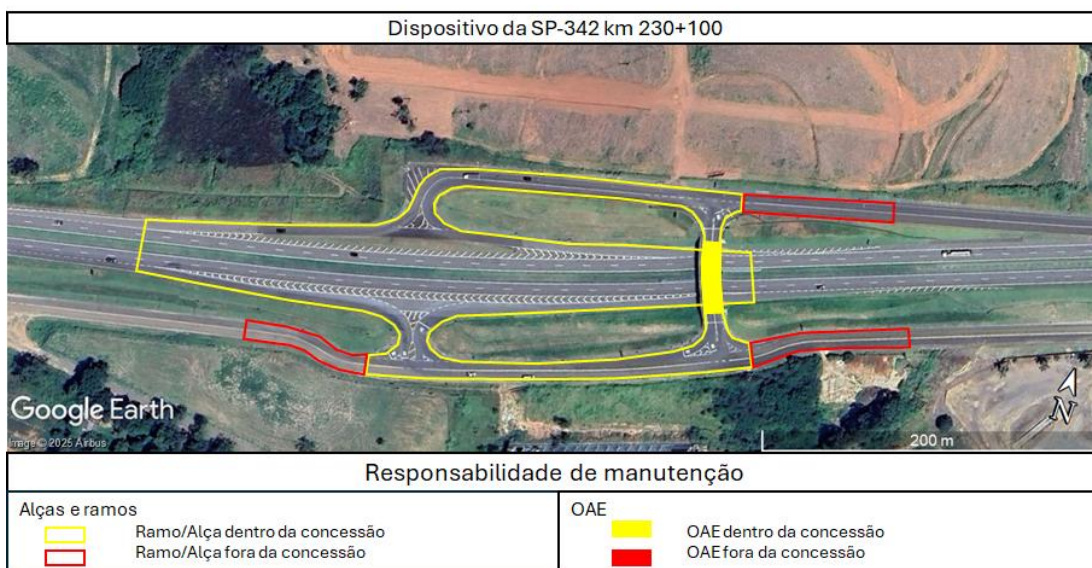 Dispositivo da SP-342 km 230+100
Google Earth
Image © 2025 Airbus
N
200 m
Responsabilidade de manutenção
Alças e ramos
Ramo/Alça dentro da concessão
Ramo/Alça fora da concessão
OAE
OAE dentro da concessão
OAE fora da concessão